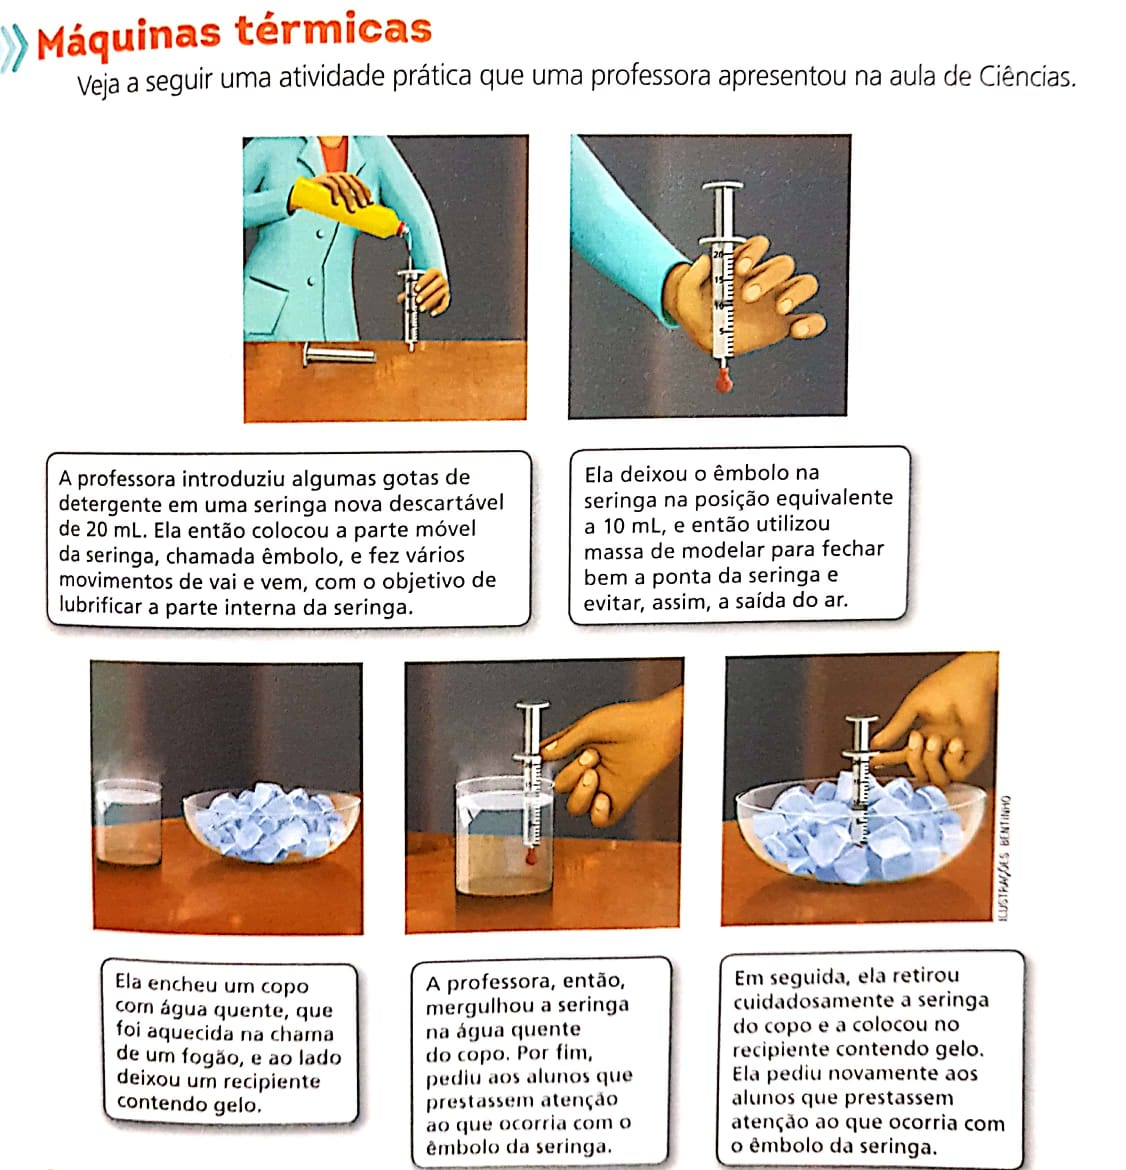 Máquinas térmicas
Veja a seguir uma atividade prática que uma professora apresentou na aula de Ciências.
20
15
10
5
A professora introduziu algumas gotas de
detergente em uma seringa nova descartável
de 20 mL. Ela então colocou a parte móvel
da seringa, chamada êmbolo, e fez vários
movimentos de vai e vem, com o objetivo de
lubrificar a parte interna da seringa.
Ela deixou o êmbolo na
seringa na posição equivalente
a 10 mL, e então utilizou
massa de modelar para fechar
bem a ponta da seringa e
evitar, assim, a saída do ar.
ILUSTRAÇÕES BENTINHO
Ela encheu um copo
com água quente, que
foi aquecida na chama
de um fogão, e ao lado
deixou um recipiente
contendo gelo.
A professora, então,
mergulhou a seringa
na água quente
do copo. Por fim,
pediu aos alunos que
prestassem atenção
ao que ocorria com o
êmbolo da seringa.
Em seguida, ela retirou
cuidadosamente a seringa
do copo e a colocou no
recipiente contendo gelo.
Ela pediu novamente aos
alunos que prestassem
atenção ao que ocorria com
o êmbolo da seringa.